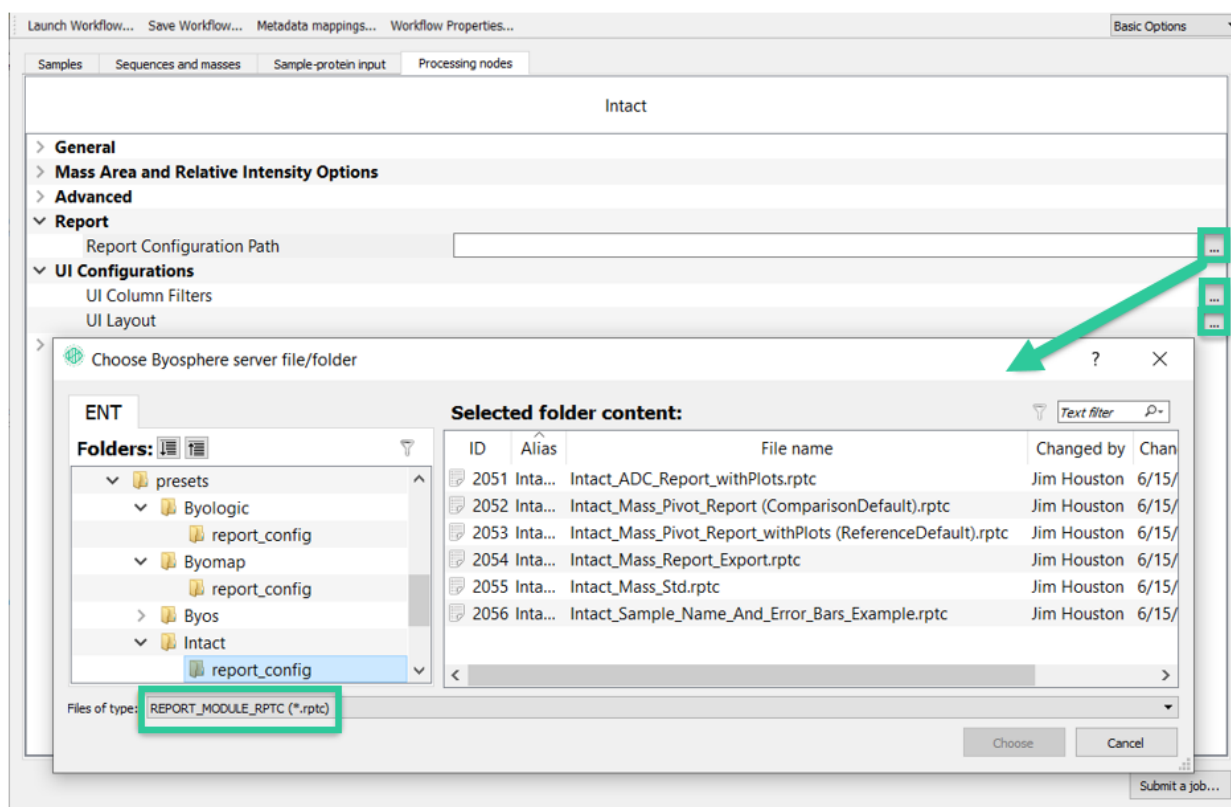 Launch Workflow... Save Workflow... Metadata mappings... Workflow Properties... Basic Options
Samples Sequences and masses Sample-protein input Processing nodes
Intact
General
Mass Area and Relative Intensity Options
Advanced
Report
Report Configuration Path ...
UI Configurations
UI Column Filters ...
UI Layout ...
Choose Byosphere server file/folder ?
ENT
Folders:
presets
Byologic
report_config
Byomap
report_config
Byos
Intact
report_config
Selected folder content: Text filter
ID Alias File name Changed by Chan
2051 Inta... Intact_ADC_Report_withPlots.rptc Jim Houston 6/15/
2052 Inta... Intact_Mass_Pivot_Report (ComparisonDefault).rptc Jim Houston 6/15/
2053 Inta... Intact_Mass_Pivot_Report_withPlots (ReferenceDefault).rptc Jim Houston 6/15/
2054 Inta... Intact_Mass_Report_Export.rptc Jim Houston 6/15/
2055 Inta... Intact_Mass_Std.rptc Jim Houston 6/15/
2056 Inta... Intact_Sample_Name_And_Error_Bars_Example.rptc Jim Houston 6/15/
Files of type: REPORT_MODULE_RPTC (*.rptc)
Choose Cancel
Submit a job...